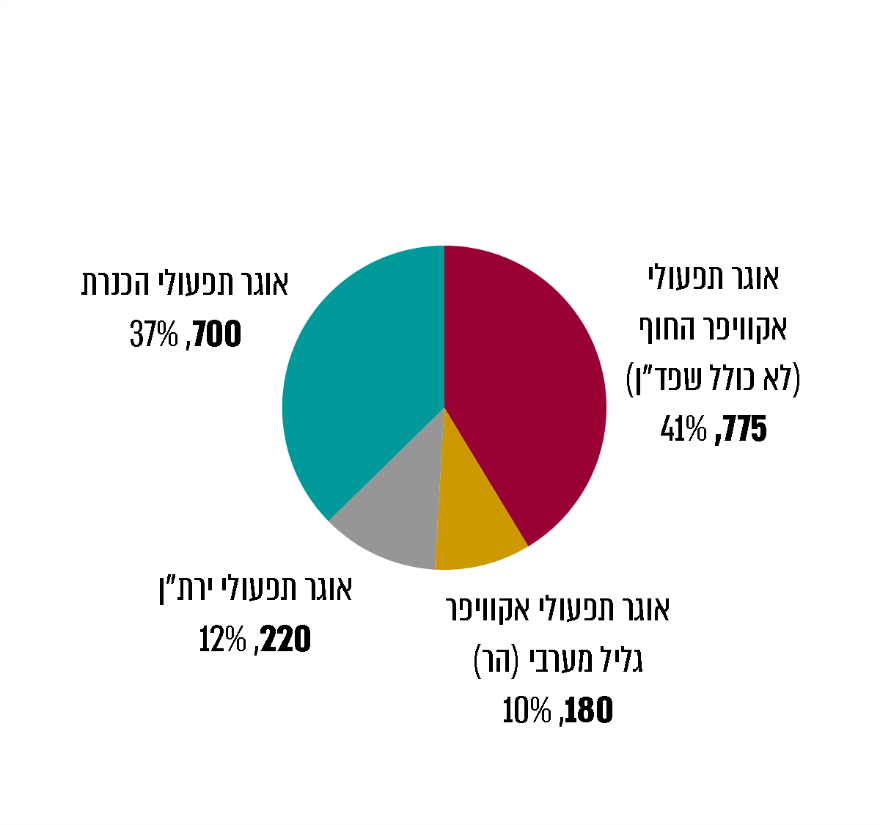 אוגר תפעולי
אקוויפר החוף
(לא כולל שפד"ן)
775, 41%
אוגר תפעולי הכנרת
700, 37%
אוגר תפעולי ירת"ן
220, 12%
אוגר תפעולי אקוויפר
גליל מערבי (הר)
180, 10%